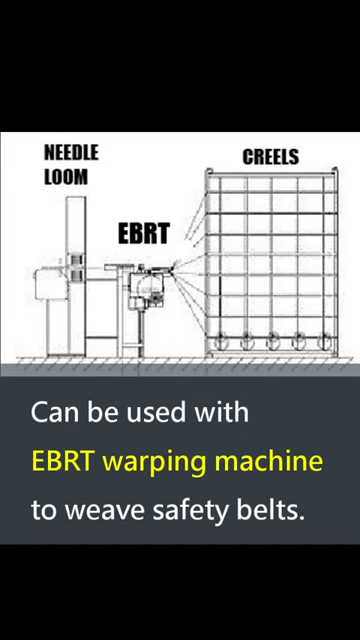 NEEDLE
LOOM
CREELS
EBRT
Can be used with
EBRT warping machine
to weave safety belts.